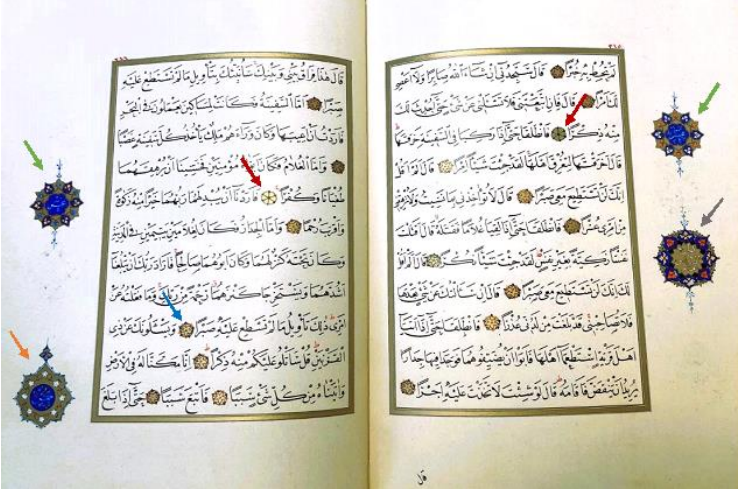 لم تحط به خبرا قال ستجدني إن شاء الله صابرا ولا أعصي
لك أمرا قال فإن اتبعتني فلا تسألني عن شيء حتى أحدث لك
منه ذكرا فانطلقا حتى إذا ركبا في السفينة خرقها
قال أخرقتها لتغرق أهلها لقد جئت شيئا إمرا قال ألم أقل
إنك لن تستطيع معي صبرا قال لا تؤاخذني بما نسيت ولا ترهقني
من أمري عسرا فانطلقا حتى إذا لقيا غلاما فقتله قال أقتلت
نفسا زكية بغير نفس لقد جئت شيئا نكرا قال ألم أقل
لك إنك لن تستطيع معي صبرا قال إن سألتك عن شيء بعدها
فلا تصاحبني قد بلغت من لدني عذرا فانطلقا حتى إذا أتيا
أهل قرية استطعما أهلها فأبوا أن يضيفوهما فوجدا فيها جدارا
يريد أن ينقض فأقامه قال لو شئت لاتخذت عليه أجرا
قال
قال هذا فراق بيني وبينك سأنبئك بتأويل ما لم تستطع عليه
صبرا أما السفينة فكانت لمساكين يعملون في البحر
فأردت أن أعيبها وكان وراءهم ملك يأخذ كل سفينة غصبا
وأما الغلام فكان أبواه مؤمنين فخشينا أن يرهقهما
طغيانا وكفرا فأردنا أن يبدلهما ربهما خيرا منه زكوة
وأقرب رحما وأما الجدار فكان لغلامين يتيمين في المدينة
وكان تحته كنز لهما وكان أبوهما صالحا فأراد ربك أن يبلغا
أشدهما ويستخرجا كنزهما رحمة من ربك وما فعلته عن
أمري ذلك تأويل ما لم تسطع عليه صبرا ويسئلونك عن ذي
القرنين قل سأتلو عليكم منه ذكرا إنا مكنا له في الأرض
وآتيناه من كل شيء سببا فأتبع سببا حتى إذا بلغ